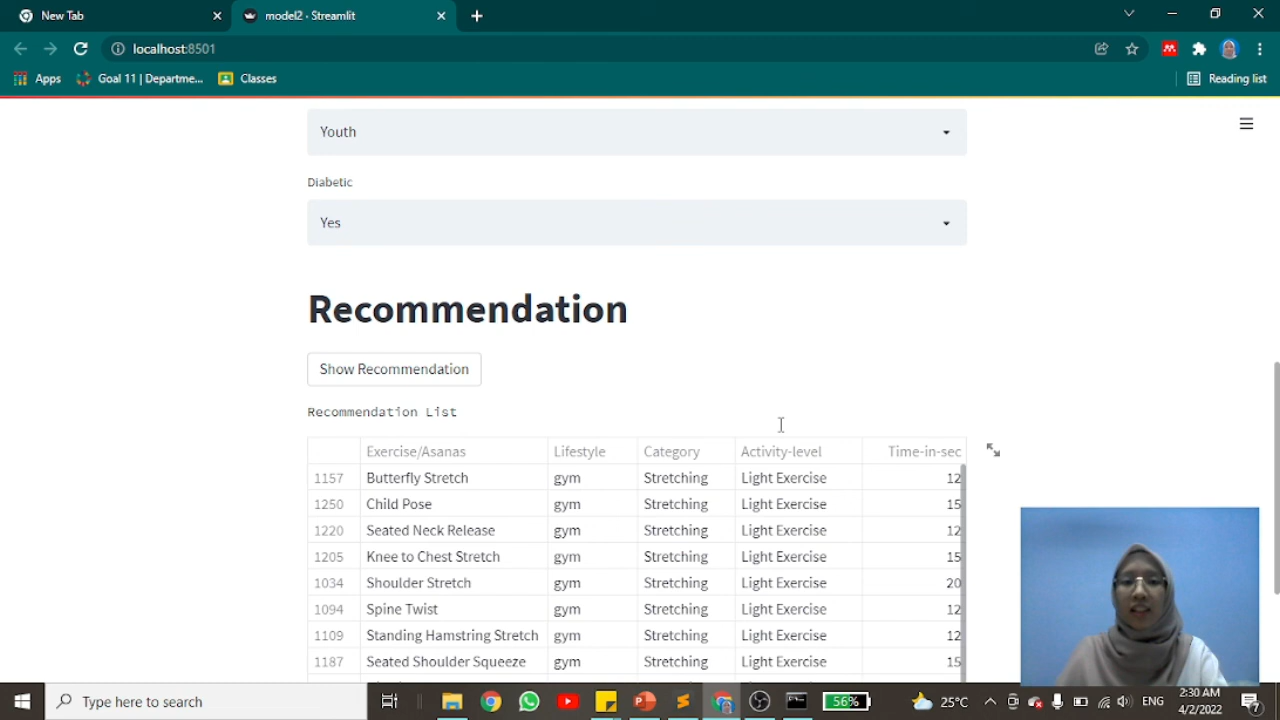 New Tab
model2 · Streamlit
localhost:8501
Apps
Goal 11 | Departme...
Classes
Reading list
Youth
Diabetic
Yes
Recommendation
Show Recommendation
Recommendation List
Exercise/Asanas Lifestyle Category Activity-level Time-in-sec
1157 Butterfly Stretch gym Stretching Light Exercise 12
1250 Child Pose gym Stretching Light Exercise 15
1220 Seated Neck Release gym Stretching Light Exercise 12
1205 Knee to Chest Stretch gym Stretching Light Exercise 15
1034 Shoulder Stretch gym Stretching Light Exercise 20
1094 Spine Twist gym Stretching Light Exercise 12
1109 Standing Hamstring Stretch gym Stretching Light Exercise 12
1187 Seated Shoulder Squeeze gym Stretching Light Exercise 15
Type here to search
56%
25°C
ENG
2:30 AM
4/2/2022